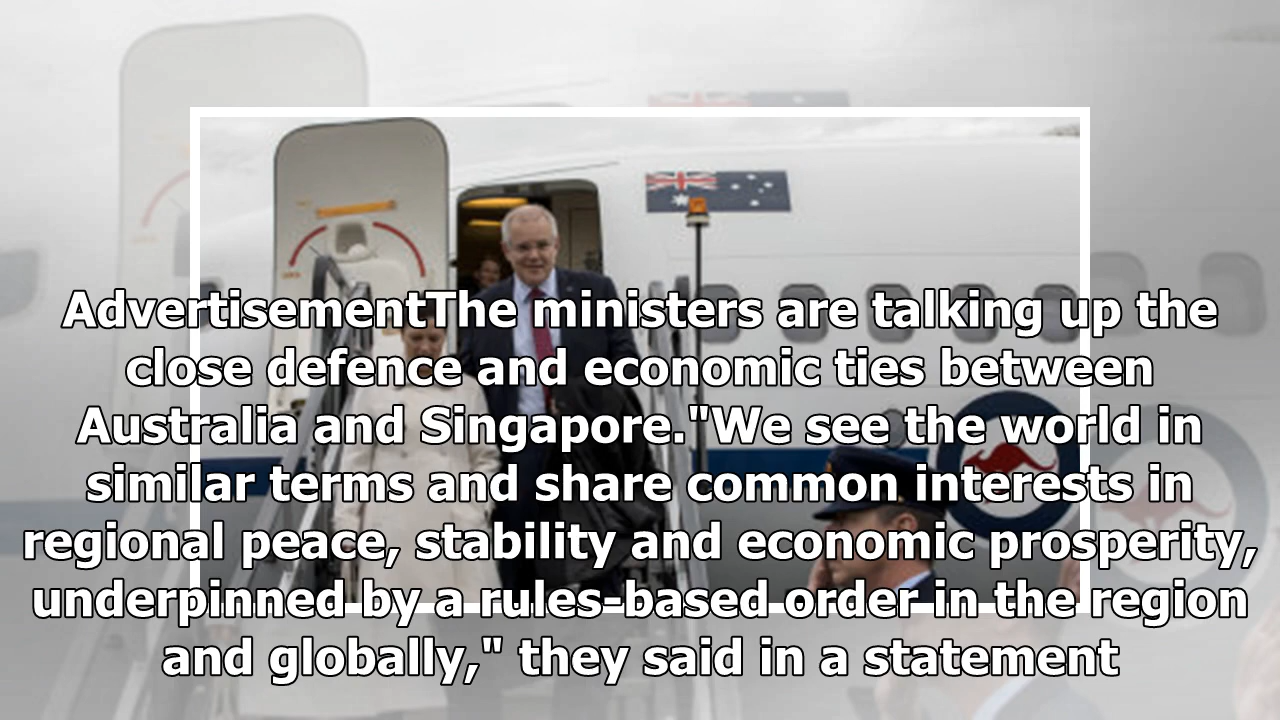 AdvertisementThe ministers are talking up the
close defence and economic ties between
Australia and Singapore."We see the world in
similar terms and share common interests in
regional peace, stability and economic prosperity,
underpinned by a rules-based order in the region
and globally," they said in a statement